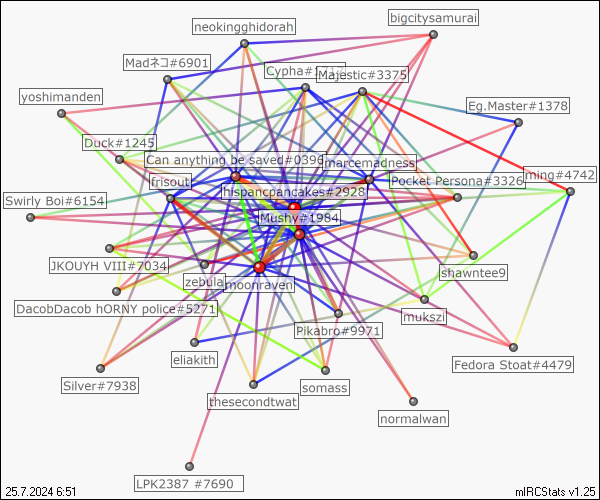 bigcitysamurai
neokingghidorah
Madネコ#6901
Cypha#
Majestic#3375
yoshimanden
Eg.Master#1378
Duck#1245
Can anything be saved#0396
marcemadness
ming#4742
frisout
Pocket Persona#3326
hispancpancakes#2928
Swirly Boi#6154
Mushy#1984
JKOUYH VIII#7034
shawntee9
zebula
moonraven
DacobDacob hORNY police#5271
mukszi
Pikabro#9971
eliakith
Fedora Stoat#4479
Silver#7938
thesecondtwat
somass
normalwan
LPK2387 #7690
25.7.2024 6:51
mIRCStats v1.25